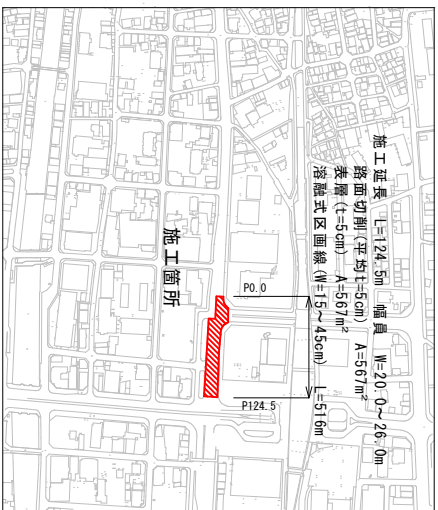 施工延長 L=124.5m 幅員 W=20.0～26.0m
路面切削(平均t=5cm) A=567m²
表層(t=5cm) A=567m²
溶融式区画線(W=15～45cm) L=516m
施工箇所
P0.0
P124.5